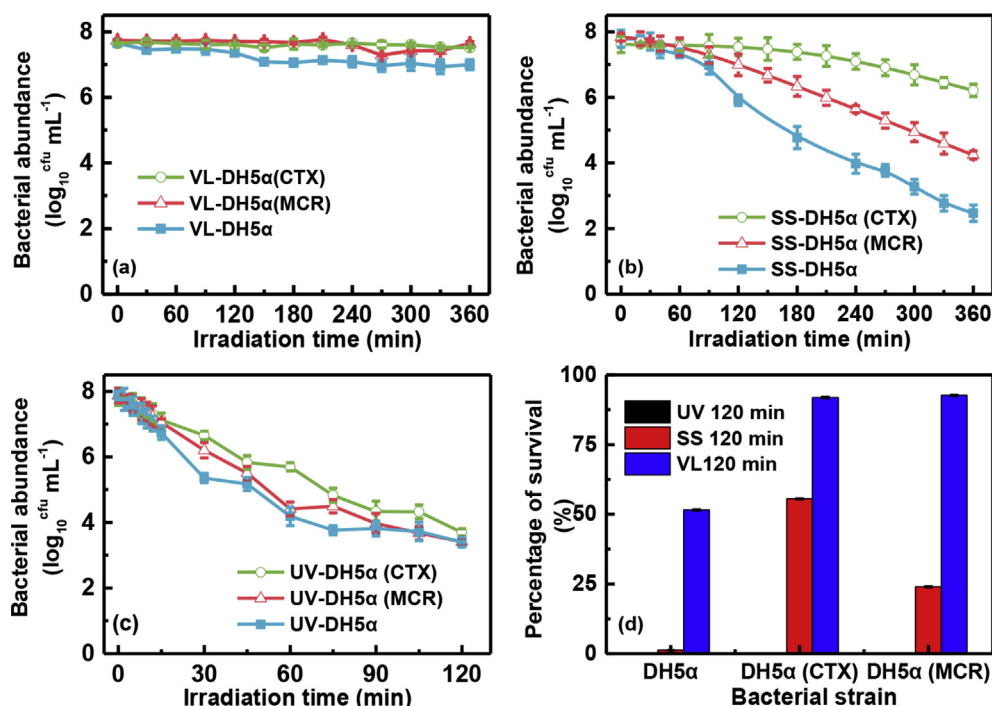 Bacterial abundance
(log10 cfu mL-1)
8
6
4
2
0
VL-DH5α(CTX)
VL-DH5α(MCR)
VL-DH5α
(a)
0 60 120 180 240 300 360
Irradiation time (min)
Bacterial abundance
(log10 cfu mL-1)
8
6
4
2
0
SS-DH5α (CTX)
SS-DH5α (MCR)
SS-DH5α
(b)
0 60 120 180 240 300 360
Irradiation time (min)
Bacterial abundance
(log10 cfu mL-1)
8
6
4
2
0
UV-DH5α (CTX)
UV-DH5α (MCR)
UV-DH5α
(c)
0 30 60 90 120
Irradiation time (min)
Percentage of survival
(%)
100
75
50
25
0
UV 120 min
SS 120 min
VL120 min
(d)
DH5α DH5α (CTX) DH5α (MCR)
Bacterial strain